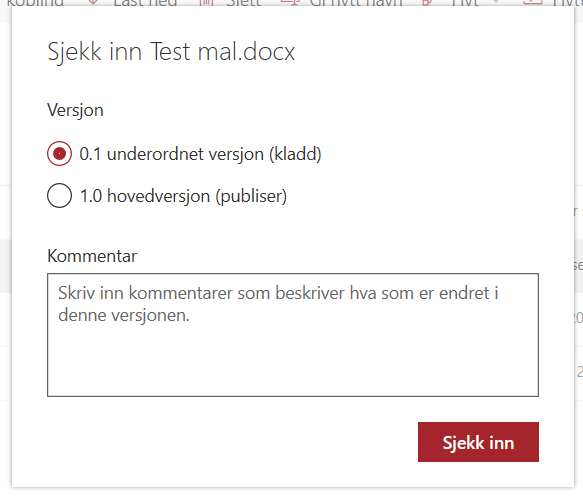 kobling Last ned Slett Gi nytt navn
Sjekk inn Test mal.docx
Versjon
0.1 underordnet versjon (kladd)
1.0 hovedversjon (publiser)
Kommentar
Skriv inn kommentarer som beskriver hva som er endret i
denne versjonen.
Sjekk inn